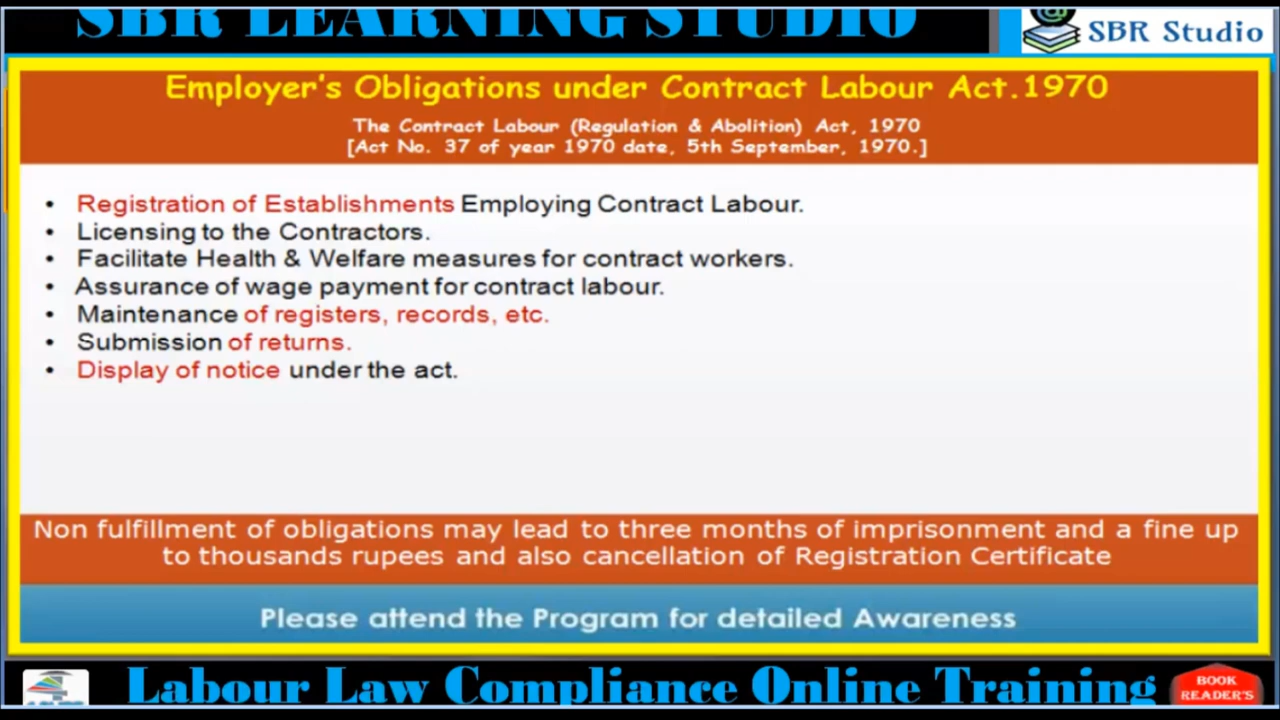 SBR LEARNING STUDIO
SBR Studio
Employer's Obligations under Contract Labour Act.1970
The Contract Labour (Regulation & Abolition) Act, 1970
[Act No. 37 of year 1970 date, 5th September, 1970.]
• Registration of Establishments Employing Contract Labour.
• Licensing to the Contractors.
• Facilitate Health & Welfare measures for contract workers.
• Assurance of wage payment for contract labour.
• Maintenance of registers, records, etc.
• Submission of returns.
• Display of notice under the act.
Non fulfillment of obligations may lead to three months of imprisonment and a fine up
to thousands rupees and also cancellation of Registration Certificate
Please attend the Program for detailed Awareness
Labour Law Compliance Online Training
BOOK
READER'S